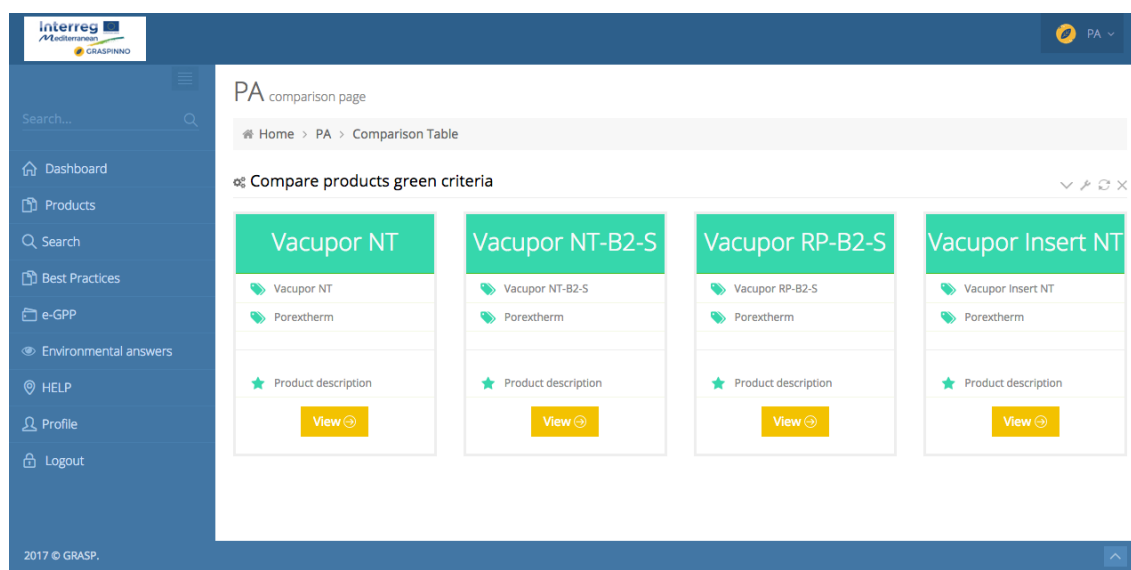 Interreg
Mediterranean
GRASPINNO
PA
Search...
Dashboard
Products
Search
Best Practices
e-GPP
Environmental answers
HELP
Profile
Logout
PA comparison page
Home > PA > Comparison Table
Compare products green criteria
Vacupor NT
Vacupor NT
Porextherm
Product description
View
Vacupor NT-B2-S
Vacupor NT-B2-S
Porextherm
Product description
View
Vacupor RP-B2-S
Vacupor RP-B2-S
Porextherm
Product description
View
Vacupor Insert NT
Vacupor Insert NT
Porextherm
Product description
View
2017 © GRASP.